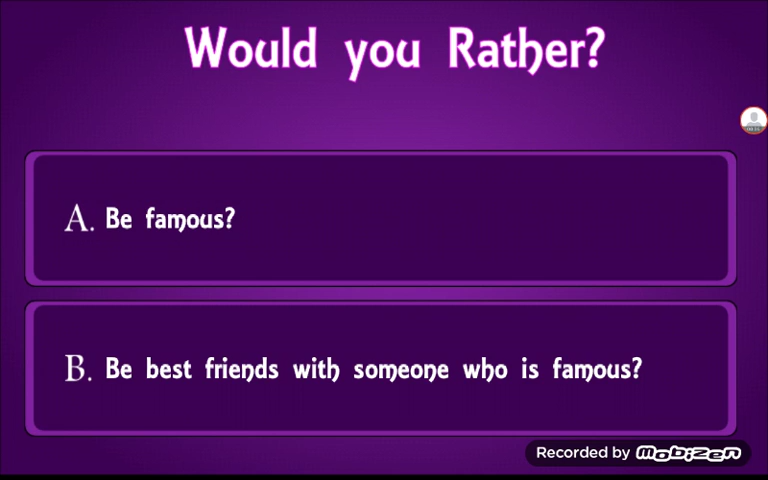 Would you Rather?
A. Be famous?
B. Be best friends with someone who is famous?
Recorded by Mobizen